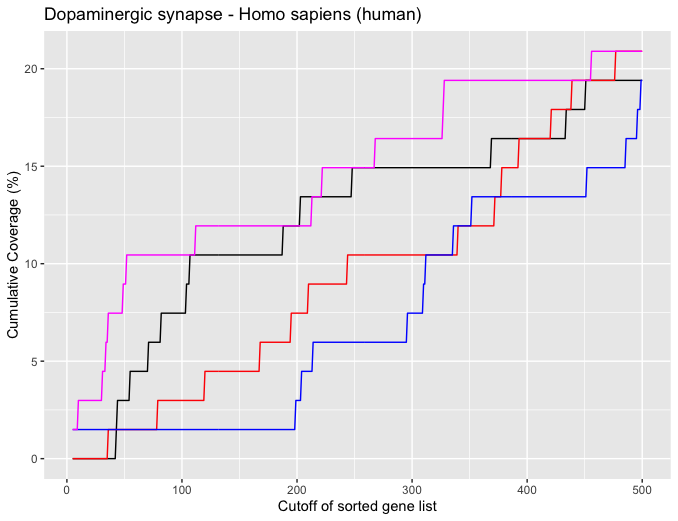 Dopaminergic synapse - Homo sapiens (human)
Cumulative Coverage (%)
20
15
10
5
0
0 100 200 300 400 500
Cutoff of sorted gene list